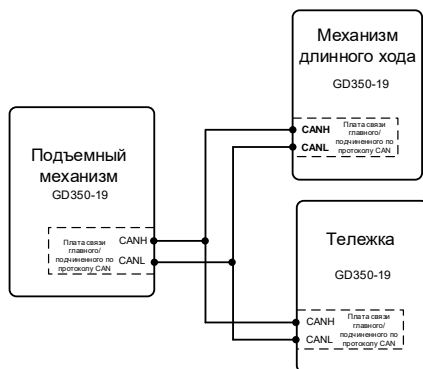 Механизм
длинного хода
GD350-19
Плата связи
главного/
подчиненного по
протоколу CAN
CANH
CANL
Подъемный
механизм
GD350-19
Плата связи
главного/
подчиненного по
протоколу CAN
CANH
CANL
Тележка
GD350-19
Плата связи
главного/
подчиненного по
протоколу CAN
CANH
CANL